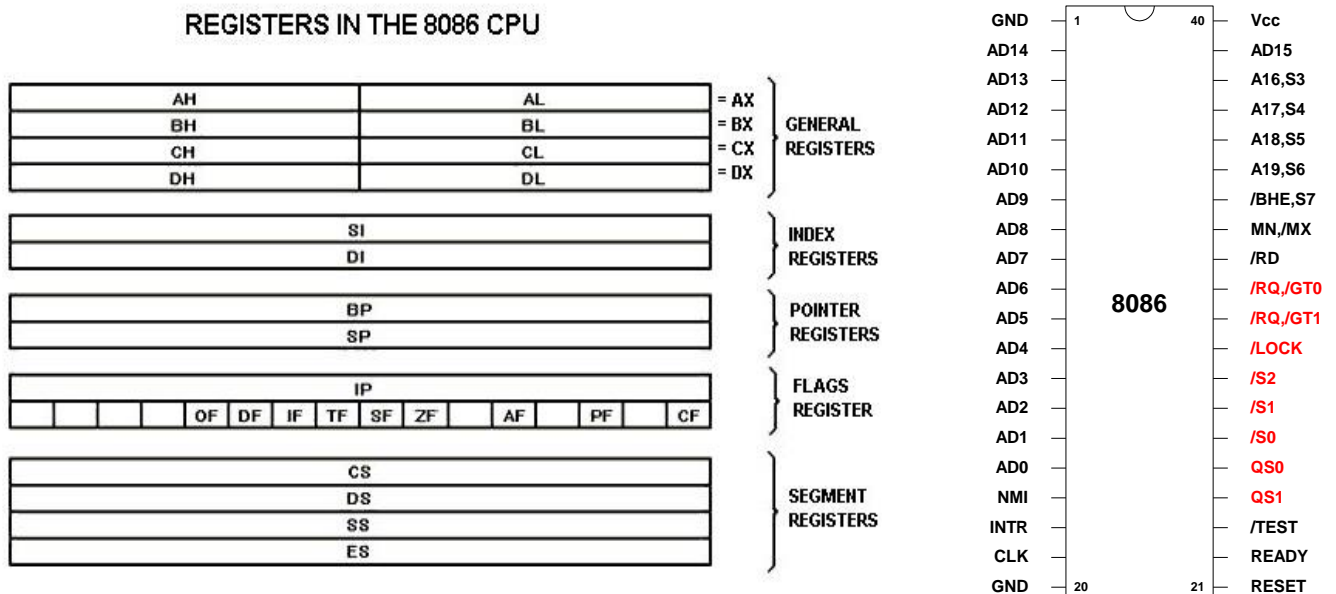 REGISTERS IN THE 8086 CPU
AH AL = AX
BH BL = BX
CH CL = CX
DH DL = DX
GENERAL
REGISTERS
SI
DI
INDEX
REGISTERS
BP
SP
POINTER
REGISTERS
IP
OF DF IF TF SF ZF AF PF CF
FLAGS
REGISTER
CS
DS
SS
ES
SEGMENT
REGISTERS
GND 1 40 Vcc
AD14 AD15
AD13 A16,S3
AD12 A17,S4
AD11 A18,S5
AD10 A19,S6
AD9 /BHE,S7
AD8 MN,/MX
AD7 /RD
AD6 /RQ,/GT0
8086
AD5 /RQ,/GT1
AD4 /LOCK
AD3 /S2
AD2 /S1
AD1 /S0
AD0 QS0
NMI QS1
INTR /TEST
CLK READY
GND 20 21 RESET